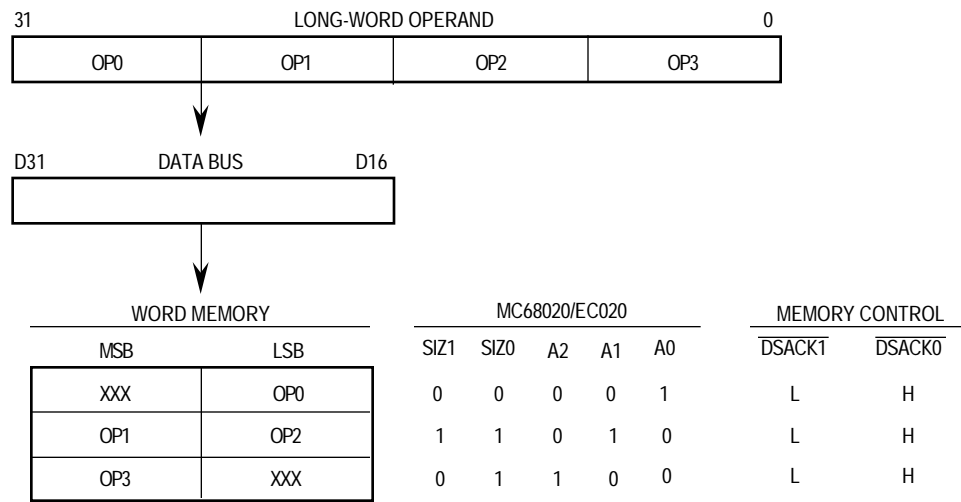 31 LONG-WORD OPERAND 0
OP0 OP1 OP2 OP3
D31 DATA BUS D16
WORD MEMORY MC68020/EC020 MEMORY CONTROL
MSB LSB SIZ1 SIZ0 A2 A1 A0 DSACK1 DSACK0
XXX OP0 0 0 0 0 1 L H
OP1 OP2 1 1 0 1 0 L H
OP3 XXX 0 1 1 0 0 L H